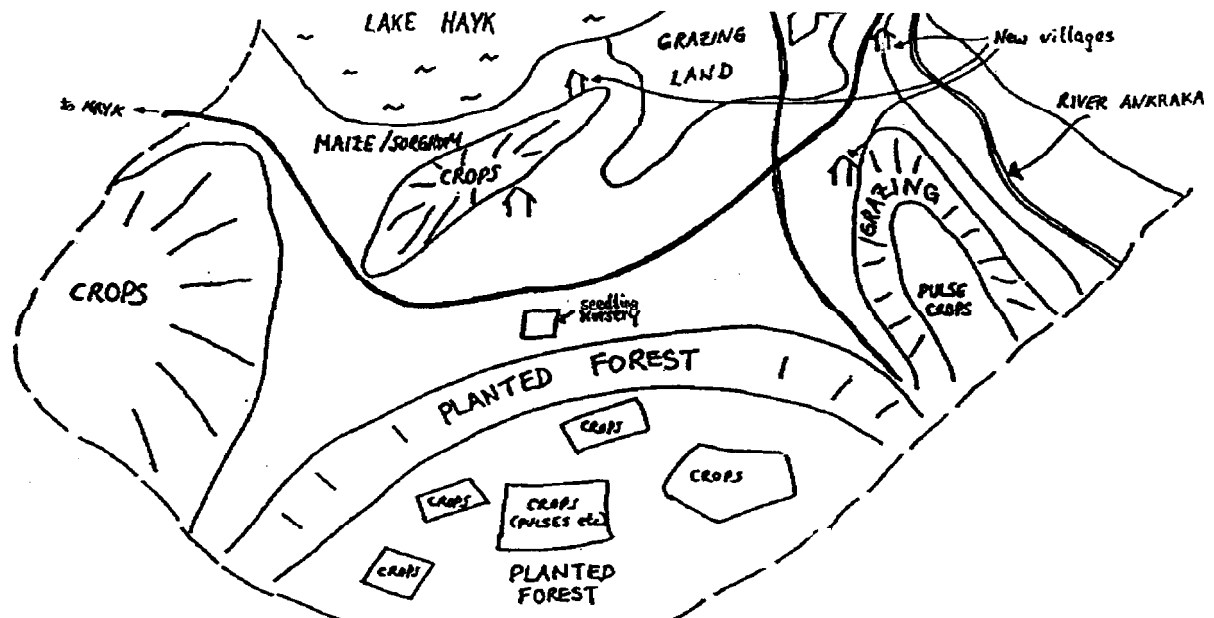 LAKE HAYK
GRAZING
LAND
New villages
to HAYK
RIVER ANKRAKA
MAIZE/SORGHUM
CROPS
GRAZING
CROPS
PULSE
CROPS
seedling
nursery
PLANTED FOREST
CROPS
CROPS
CROPS
CROPS
(PULSES etc)
CROPS
PLANTED
FOREST